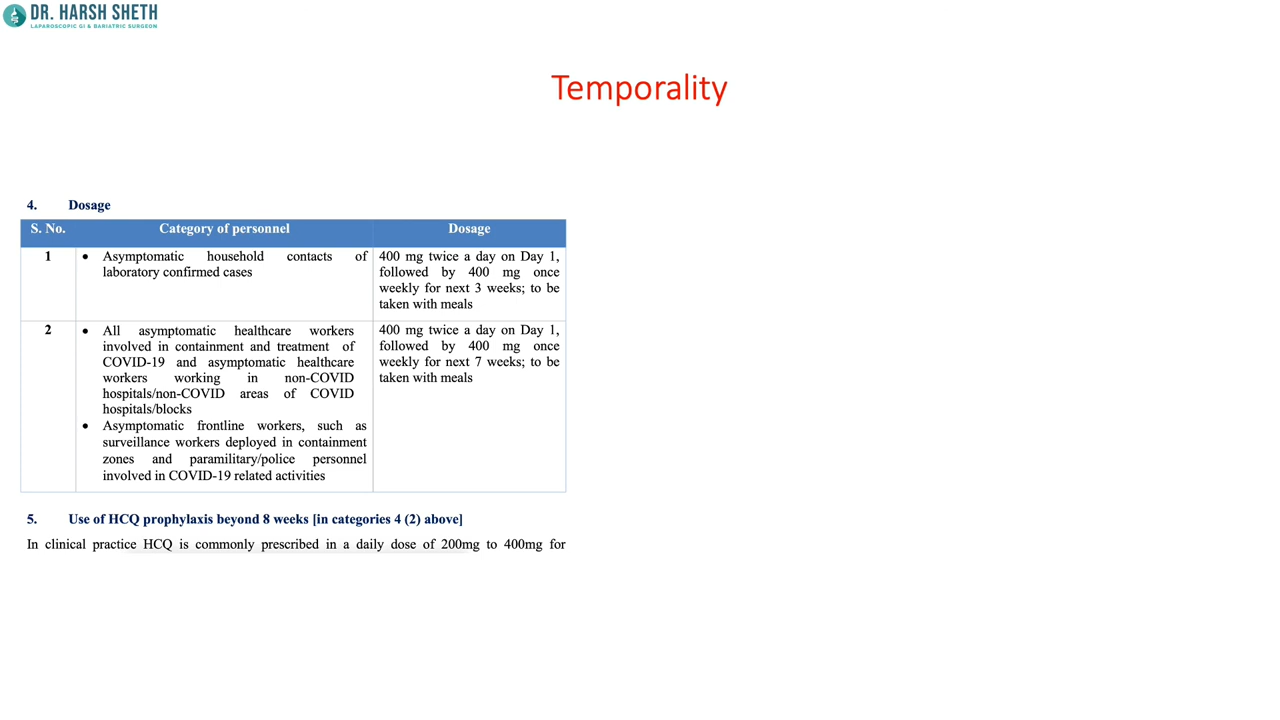 DR. HARSH SHETH
LAPAROSCOPIC GI & BARIATRIC SURGEON
Temporality
4. Dosage
S. No. Category of personnel Dosage
1 • Asymptomatic household contacts of
laboratory confirmed cases
400 mg twice a day on Day 1,
followed by 400 mg once
weekly for next 3 weeks; to be
taken with meals
2 • All asymptomatic healthcare workers
involved in containment and treatment of
COVID-19 and asymptomatic healthcare
workers working in non-COVID
hospitals/non-COVID areas of COVID
hospitals/blocks
• Asymptomatic frontline workers, such as
surveillance workers deployed in containment
zones and paramilitary/police personnel
involved in COVID-19 related activities
400 mg twice a day on Day 1,
followed by 400 mg once
weekly for next 7 weeks; to be
taken with meals
5. Use of HCQ prophylaxis beyond 8 weeks [in categories 4 (2) above]
In clinical practice HCQ is commonly prescribed in a daily dose of 200mg to 400mg for